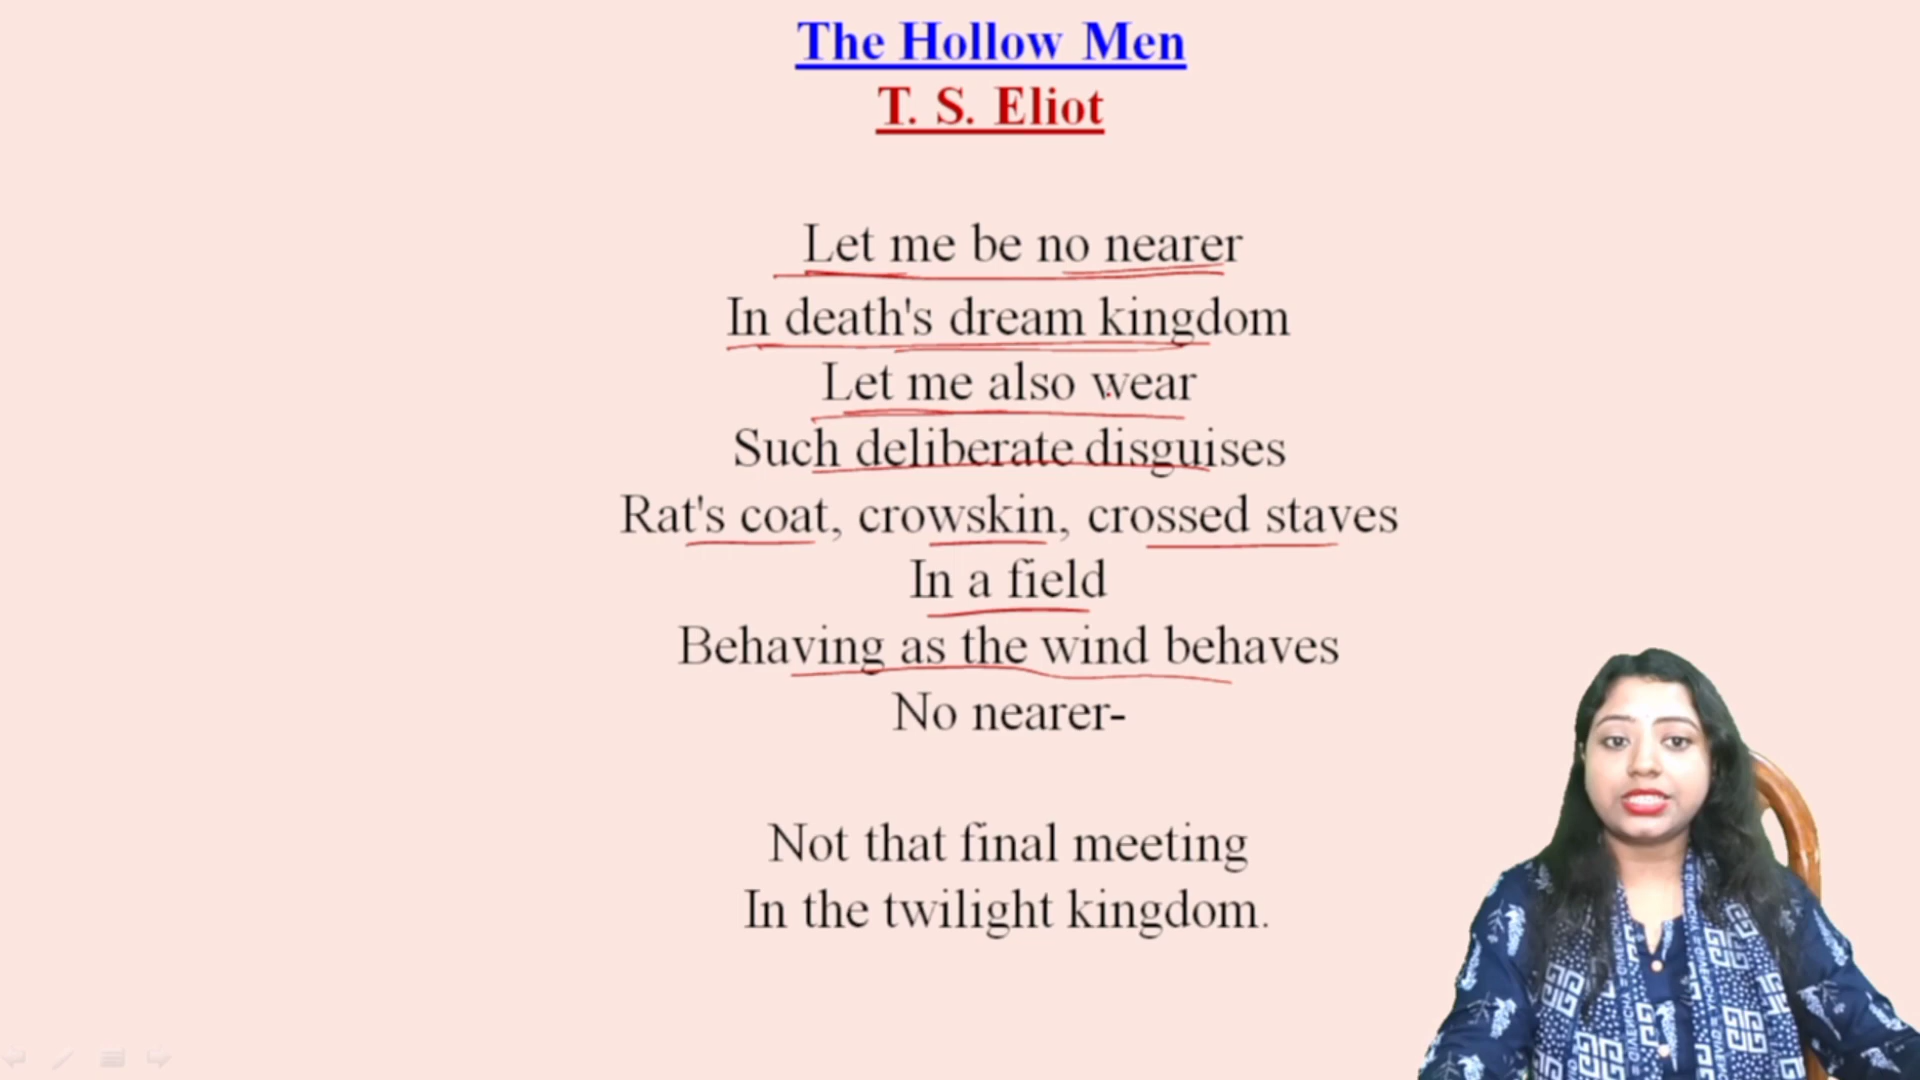 The Hollow Men
T. S. Eliot
Let me be no nearer
In death's dream kingdom
Let me also wear
Such deliberate disguises
Rat's coat, crowskin, crossed staves
In a field
Behaving as the wind behaves
No nearer-
Not that final meeting
In the twilight kingdom.